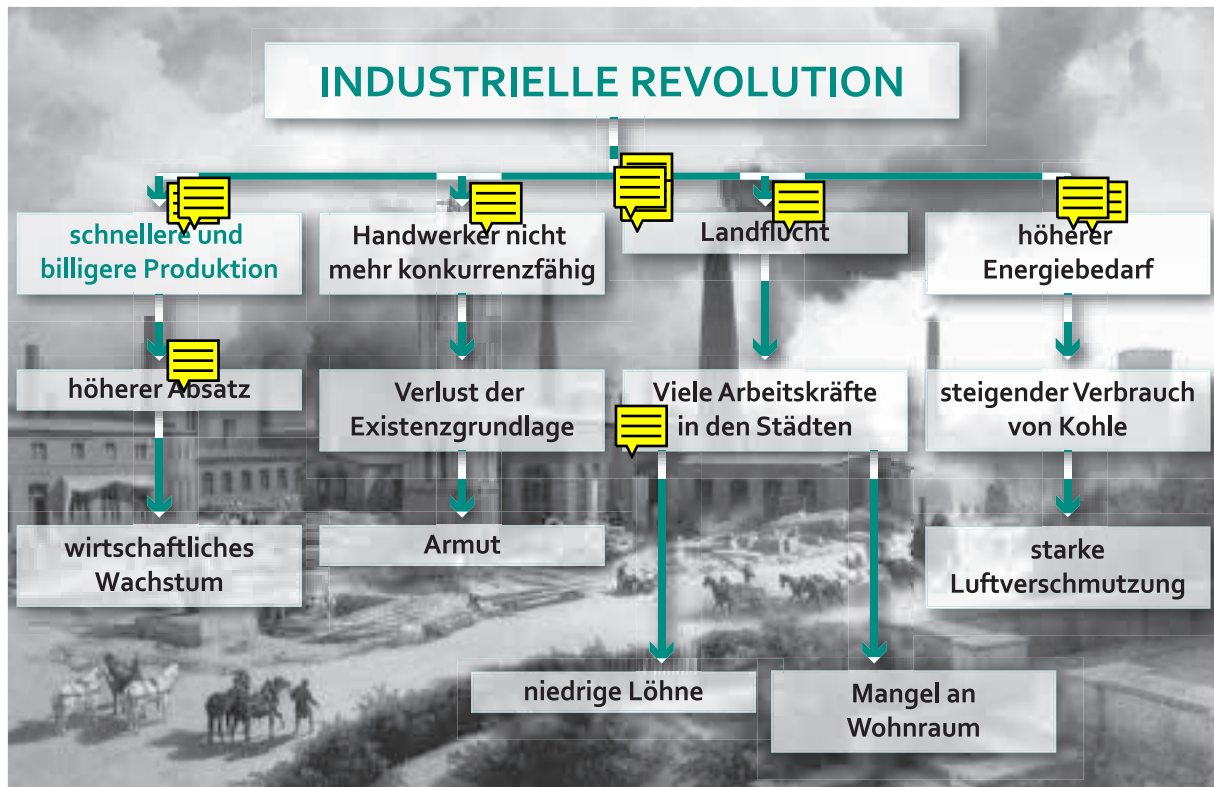 INDUSTRIELLE REVOLUTION
schnellere und
billigere Produktion
Handwerker nicht
mehr konkurrenzfähig
Landflucht
höherer
Energiebedarf
höherer Absatz
Verlust der
Existenzgrundlage
Viele Arbeitskräfte
in den Städten
steigender Verbrauch
von Kohle
wirtschaftliches
Wachstum
Armut
starke
Luftverschmutzung
niedrige Löhne
Mangel an
Wohnraum